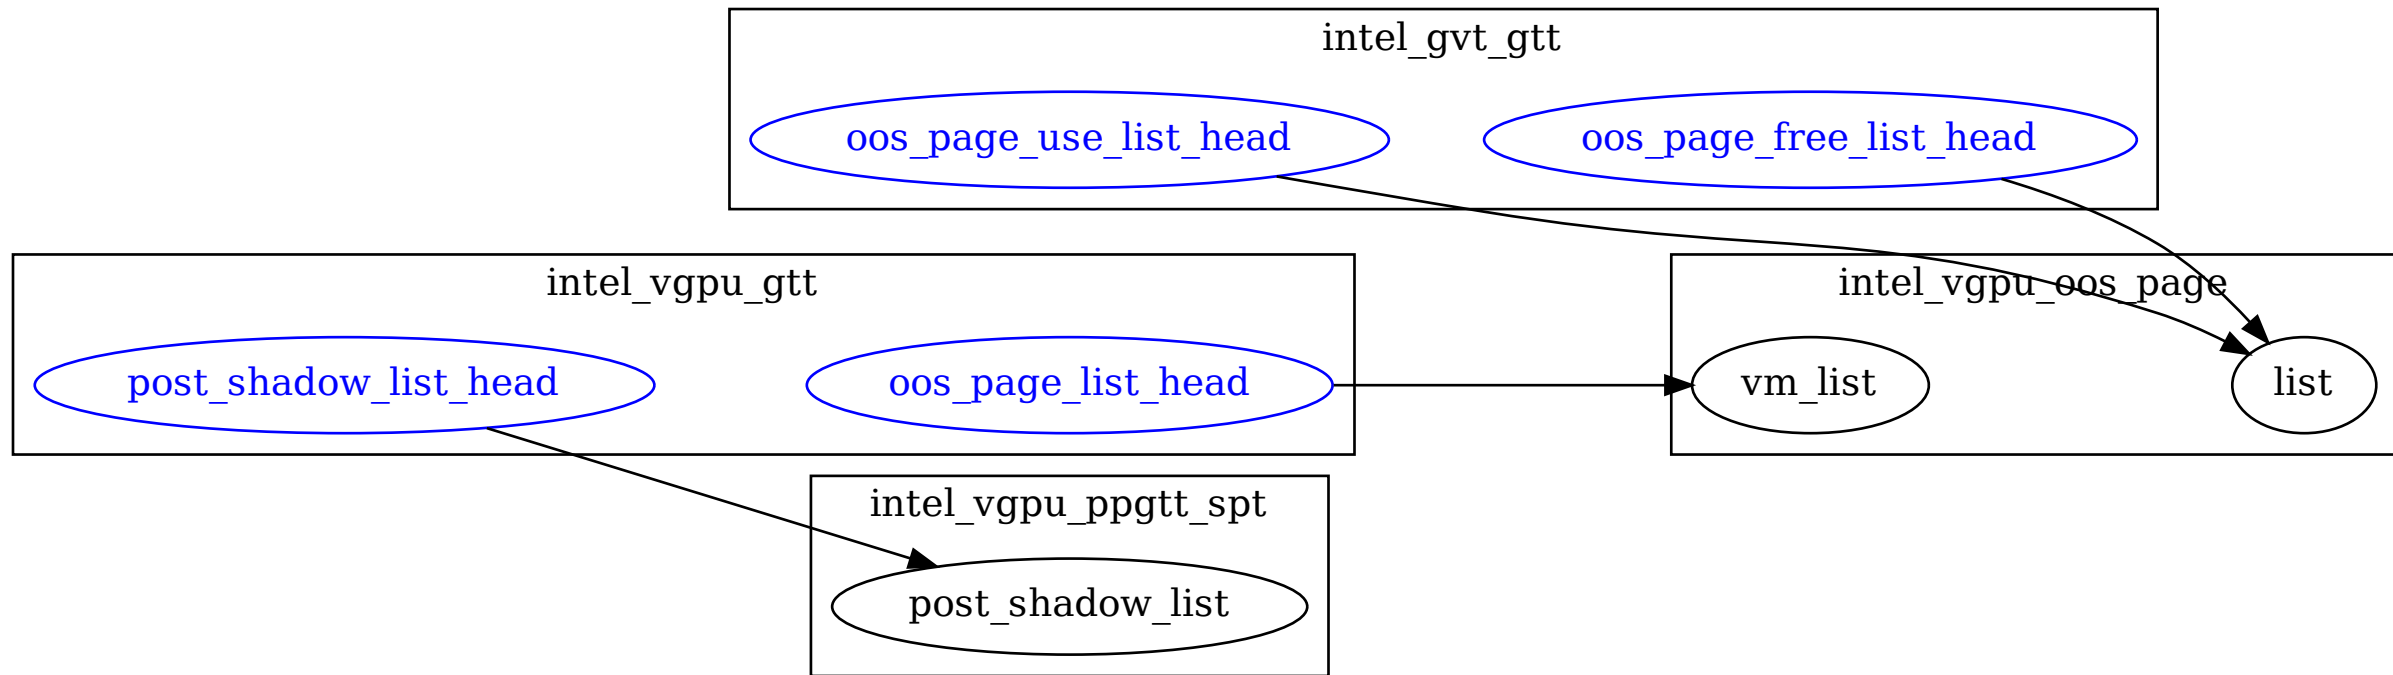 intel_gvt_gtt
oos_page_use_list_head
oos_page_free_list_head
intel_vgpu_gtt
post_shadow_list_head
oos_page_list_head
intel_vgpu_oos_page
vm_list
list
intel_vgpu_ppgtt_spt
post_shadow_list